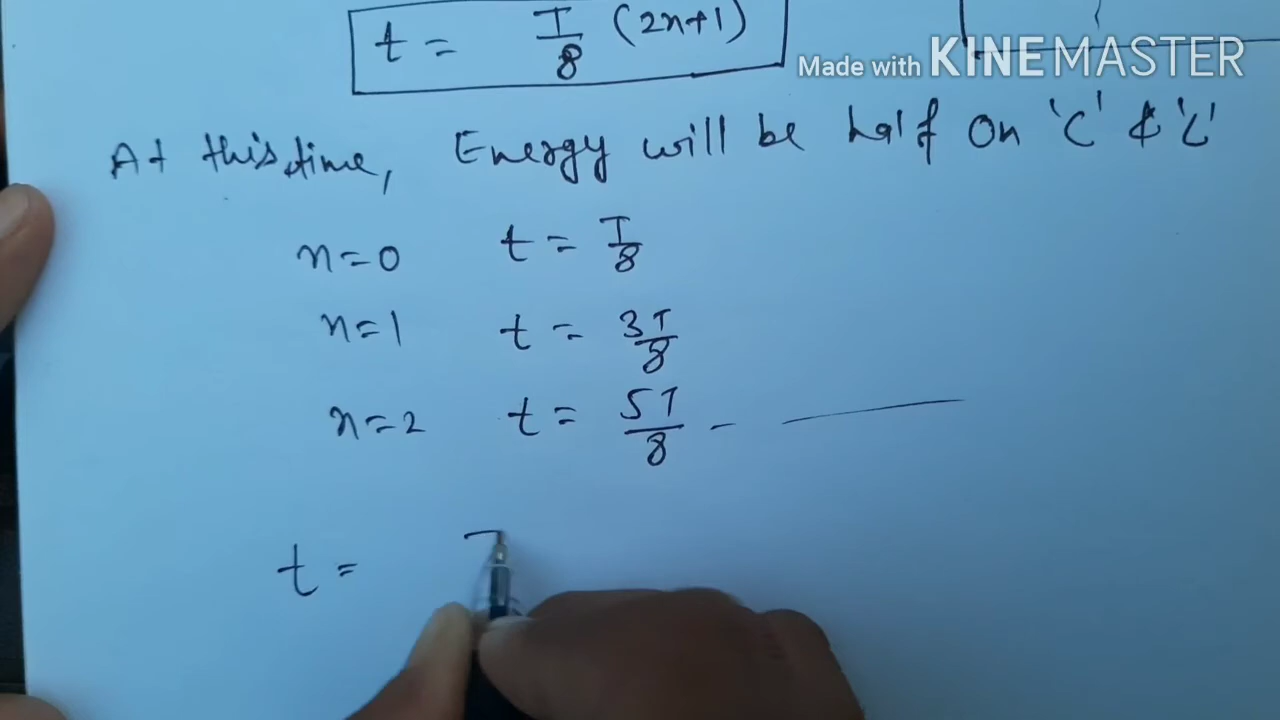 t = T/8 (2n+1)
Made with KINEMASTER
At this time, Energy will be half on 'C' & 'L'
n=0 t = T/8
n=1 t = 3T/8
n=2 t = 5T/8 -
t = T